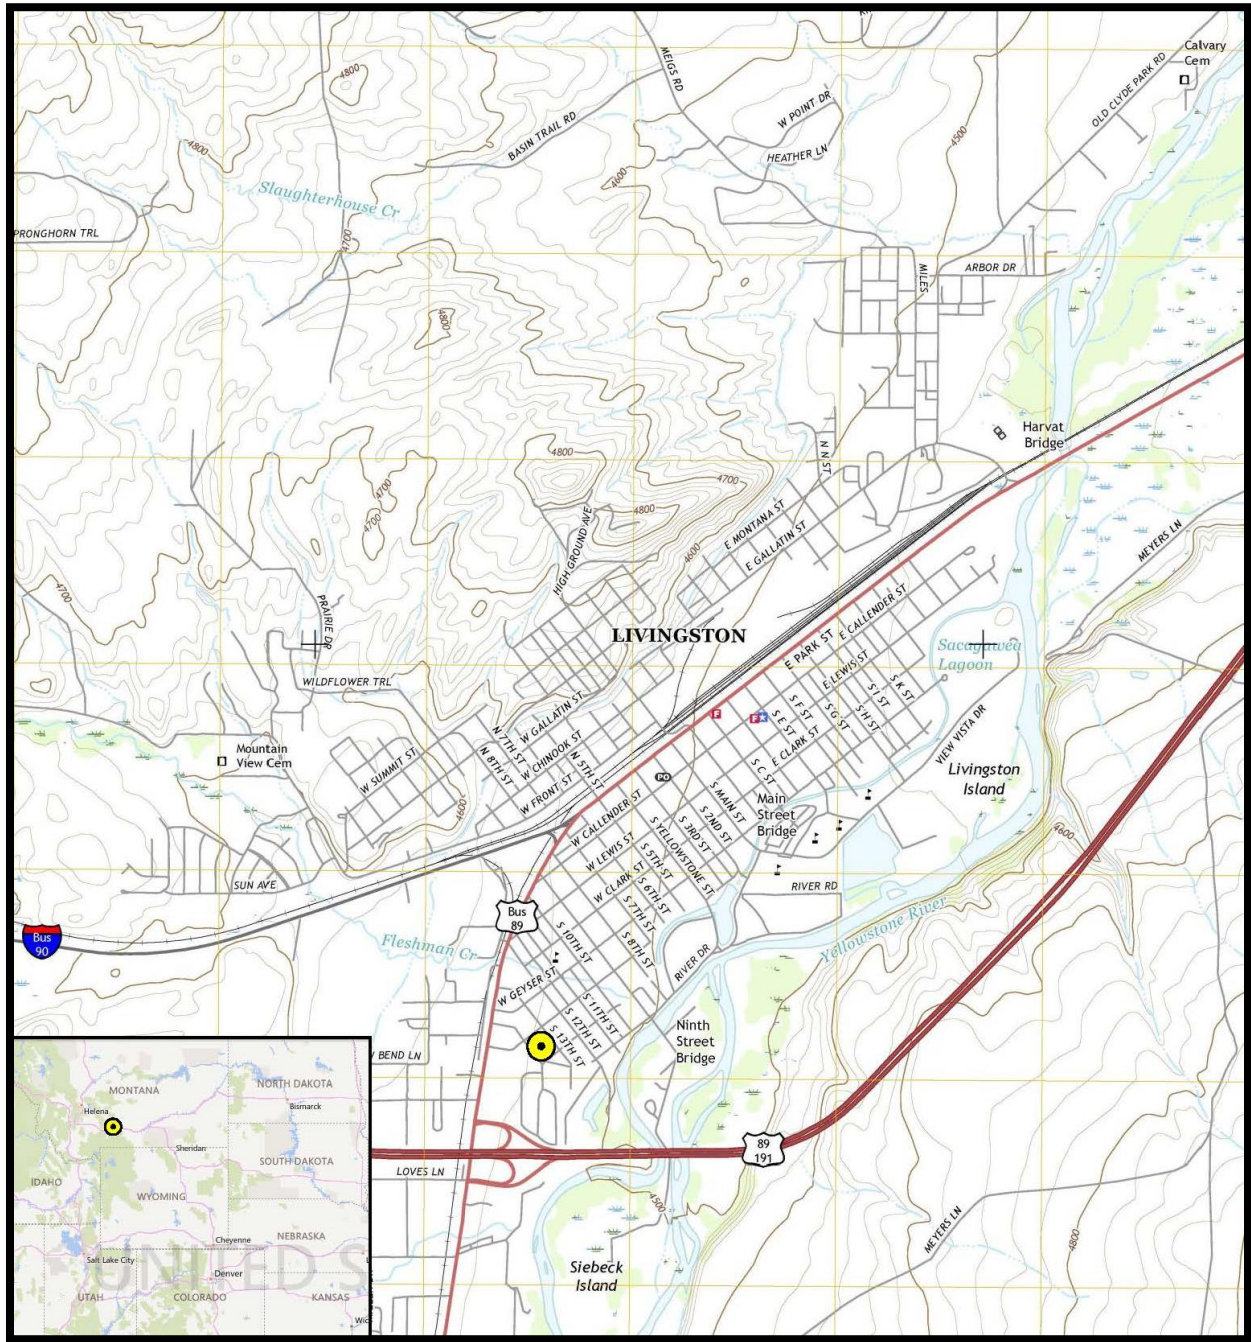 Calvary
Cem
MEIGS RD
OLD CLYDE PARK RD
4800
W POINT DR
BASIN TRAIL RD
4500
HEATHER LN
4800
4600
Slaughterhouse Cr
PRONGHORN TRL
4700
MILES
ARBOR DR
4800
Harvat
Bridge
N N ST
4800
4700
4700
4700
4800
E MONTANA ST
E GALLATIN ST
MEYERS LN
HIGH GROUND AVE
4600
4700
PRAIRIE DR
LIVINGSTON
E CALLENDER ST
E PARK ST
Sacagawea
Lagoon
E LEWIS ST
S K ST
S I ST
WILDFLOWER TRL
S H ST
S G ST
S F ST
S E ST
W GALLATIN ST
N 7TH ST
N 8TH ST
W CHINOOK ST
N 5TH ST
F
F
E CLARK ST
VIEW VISTA DR
Mountain
View Cem
W SUMMIT ST
S C ST
Livingston
Island
PO
W FRONT ST
4600
W CALLENDER ST
S MAIN ST
Main
Street
Bridge
S 2ND ST
S 3RD ST
S YELLOWSTONE ST
4600
W LEWIS ST
S 5TH ST
W CLARK ST
S 6TH ST
S 7TH ST
S 8TH ST
SUN AVE
RIVER RD
Bus
89
Bus
90
Fleshman Cr
S 10TH ST
Yellowstone River
RIVER DR
W GEYSER ST
S 11TH ST
S 12TH ST
S 13TH ST
Ninth
Street
Bridge
BEND LN
89
191
LOVES LN
4500
MEYERS LN
4800
Siebeck
Island
MONTANA
NORTH DAKOTA
Helena
Bismarck
Sheridan
SOUTH DAKOTA
IDAHO
WYOMING
NEBRASKA
Cheyenne
UNITED S
Salt Lake City
Denver
UTAH
COLORADO
KANSAS
Wic